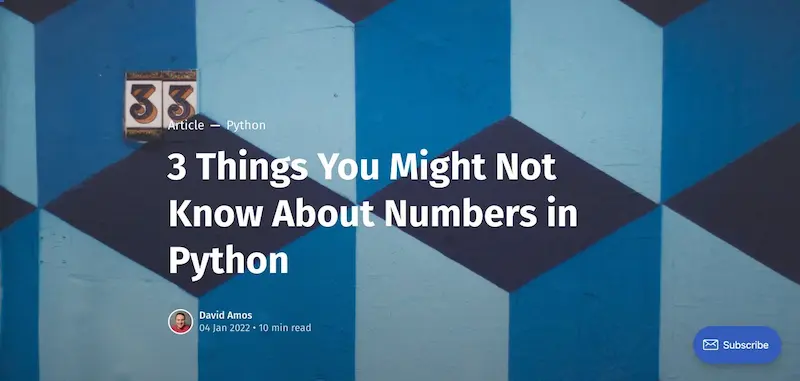 33
Article — Python
3 Things You Might Not
Know About Numbers in
Python
David Amos
04 Jan 2022 • 10 min read
Subscribe